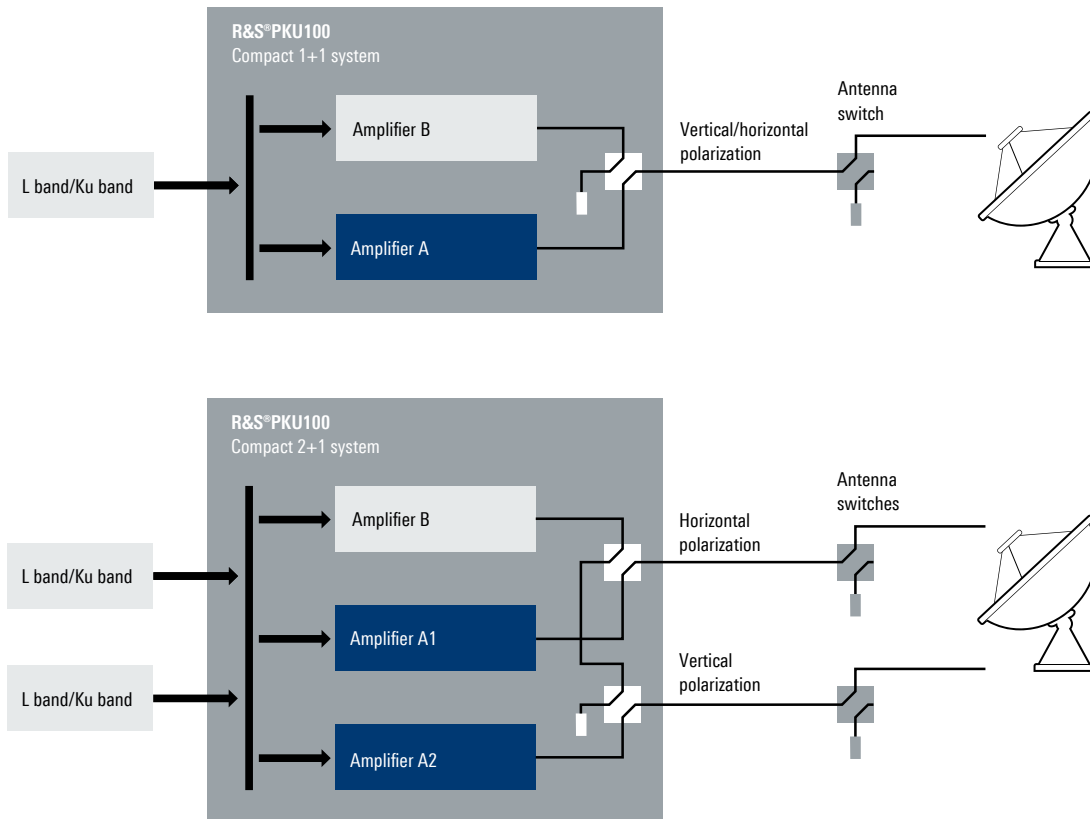 R&S®PKU100
Compact 1+1 system
Amplifier B
Amplifier A
L band/Ku band
Vertical/horizontal
polarization
Antenna
switch
R&S®PKU100
Compact 2+1 system
Amplifier B
Amplifier A1
Amplifier A2
L band/Ku band
L band/Ku band
Horizontal
polarization
Vertical
polarization
Antenna
switches